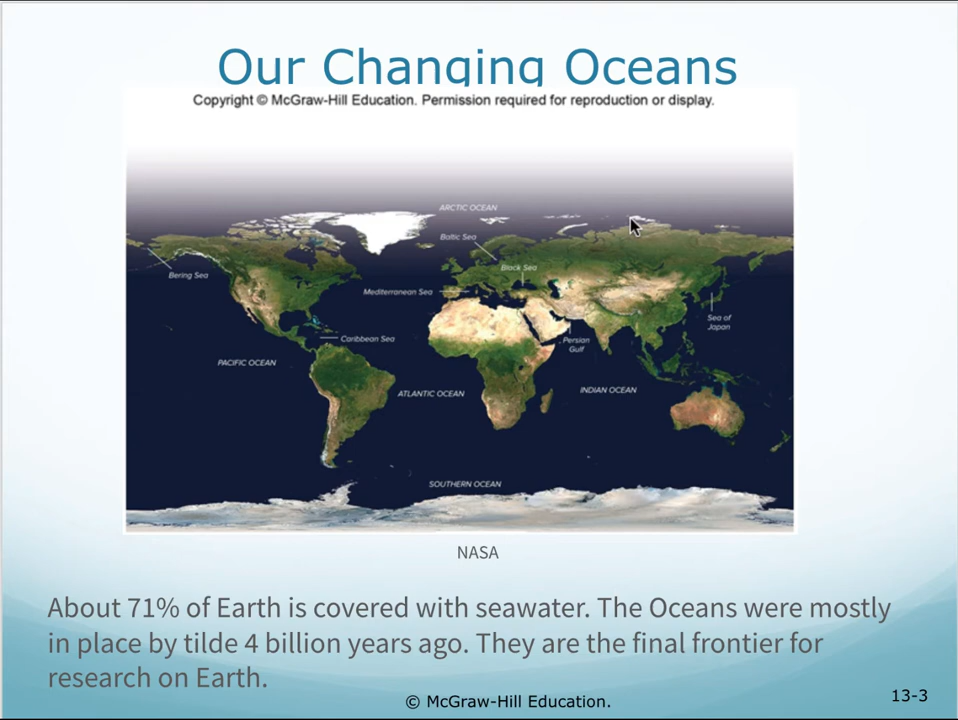 Our Changing Oceans
Copyright © McGraw-Hill Education. Permission required for reproduction or display.
ARCTIC OCEAN
Baltic Sea
Black Sea
Bering Sea
Mediterranean Sea
Sea of
Japan
Caribbean Sea
Persian
Gulf
PACIFIC OCEAN
ATLANTIC OCEAN
INDIAN OCEAN
SOUTHERN OCEAN
NASA
About 71% of Earth is covered with seawater. The Oceans were mostly
in place by tilde 4 billion years ago. They are the final frontier for
research on Earth.
© McGraw-Hill Education.
13-3